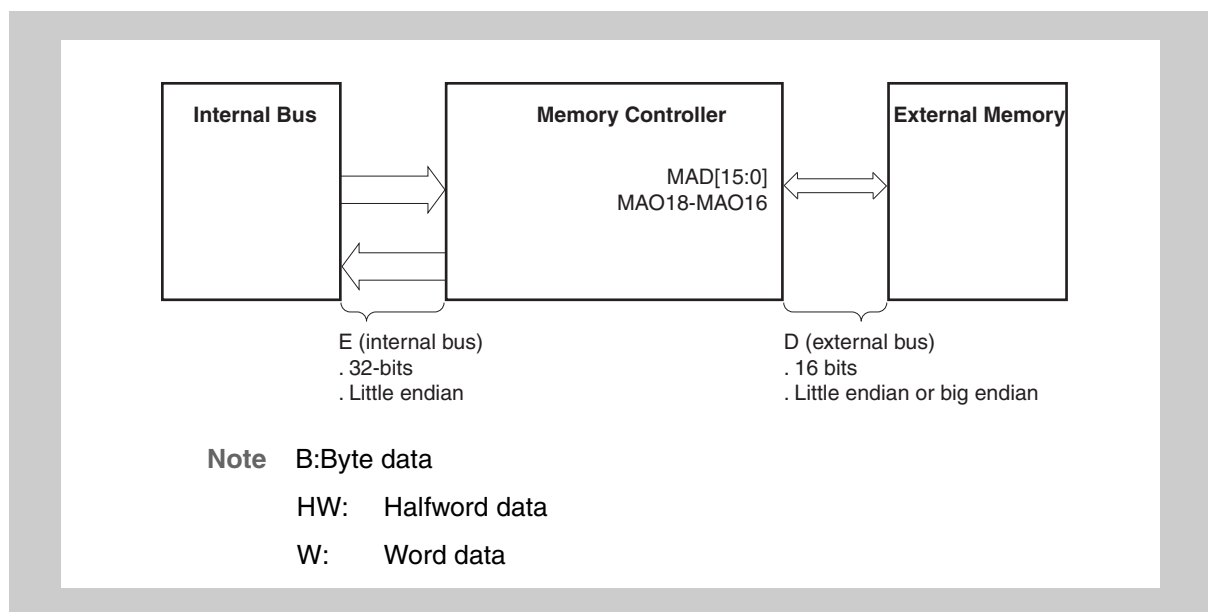 Internal Bus
Memory Controller
External Memory
MAD[15:0]
MAO18-MAO16
E (internal bus)
. 32-bits
. Little endian
D (external bus)
. 16 bits
. Little endian or big endian
Note B:Byte data
HW: Halfword data
W: Word data